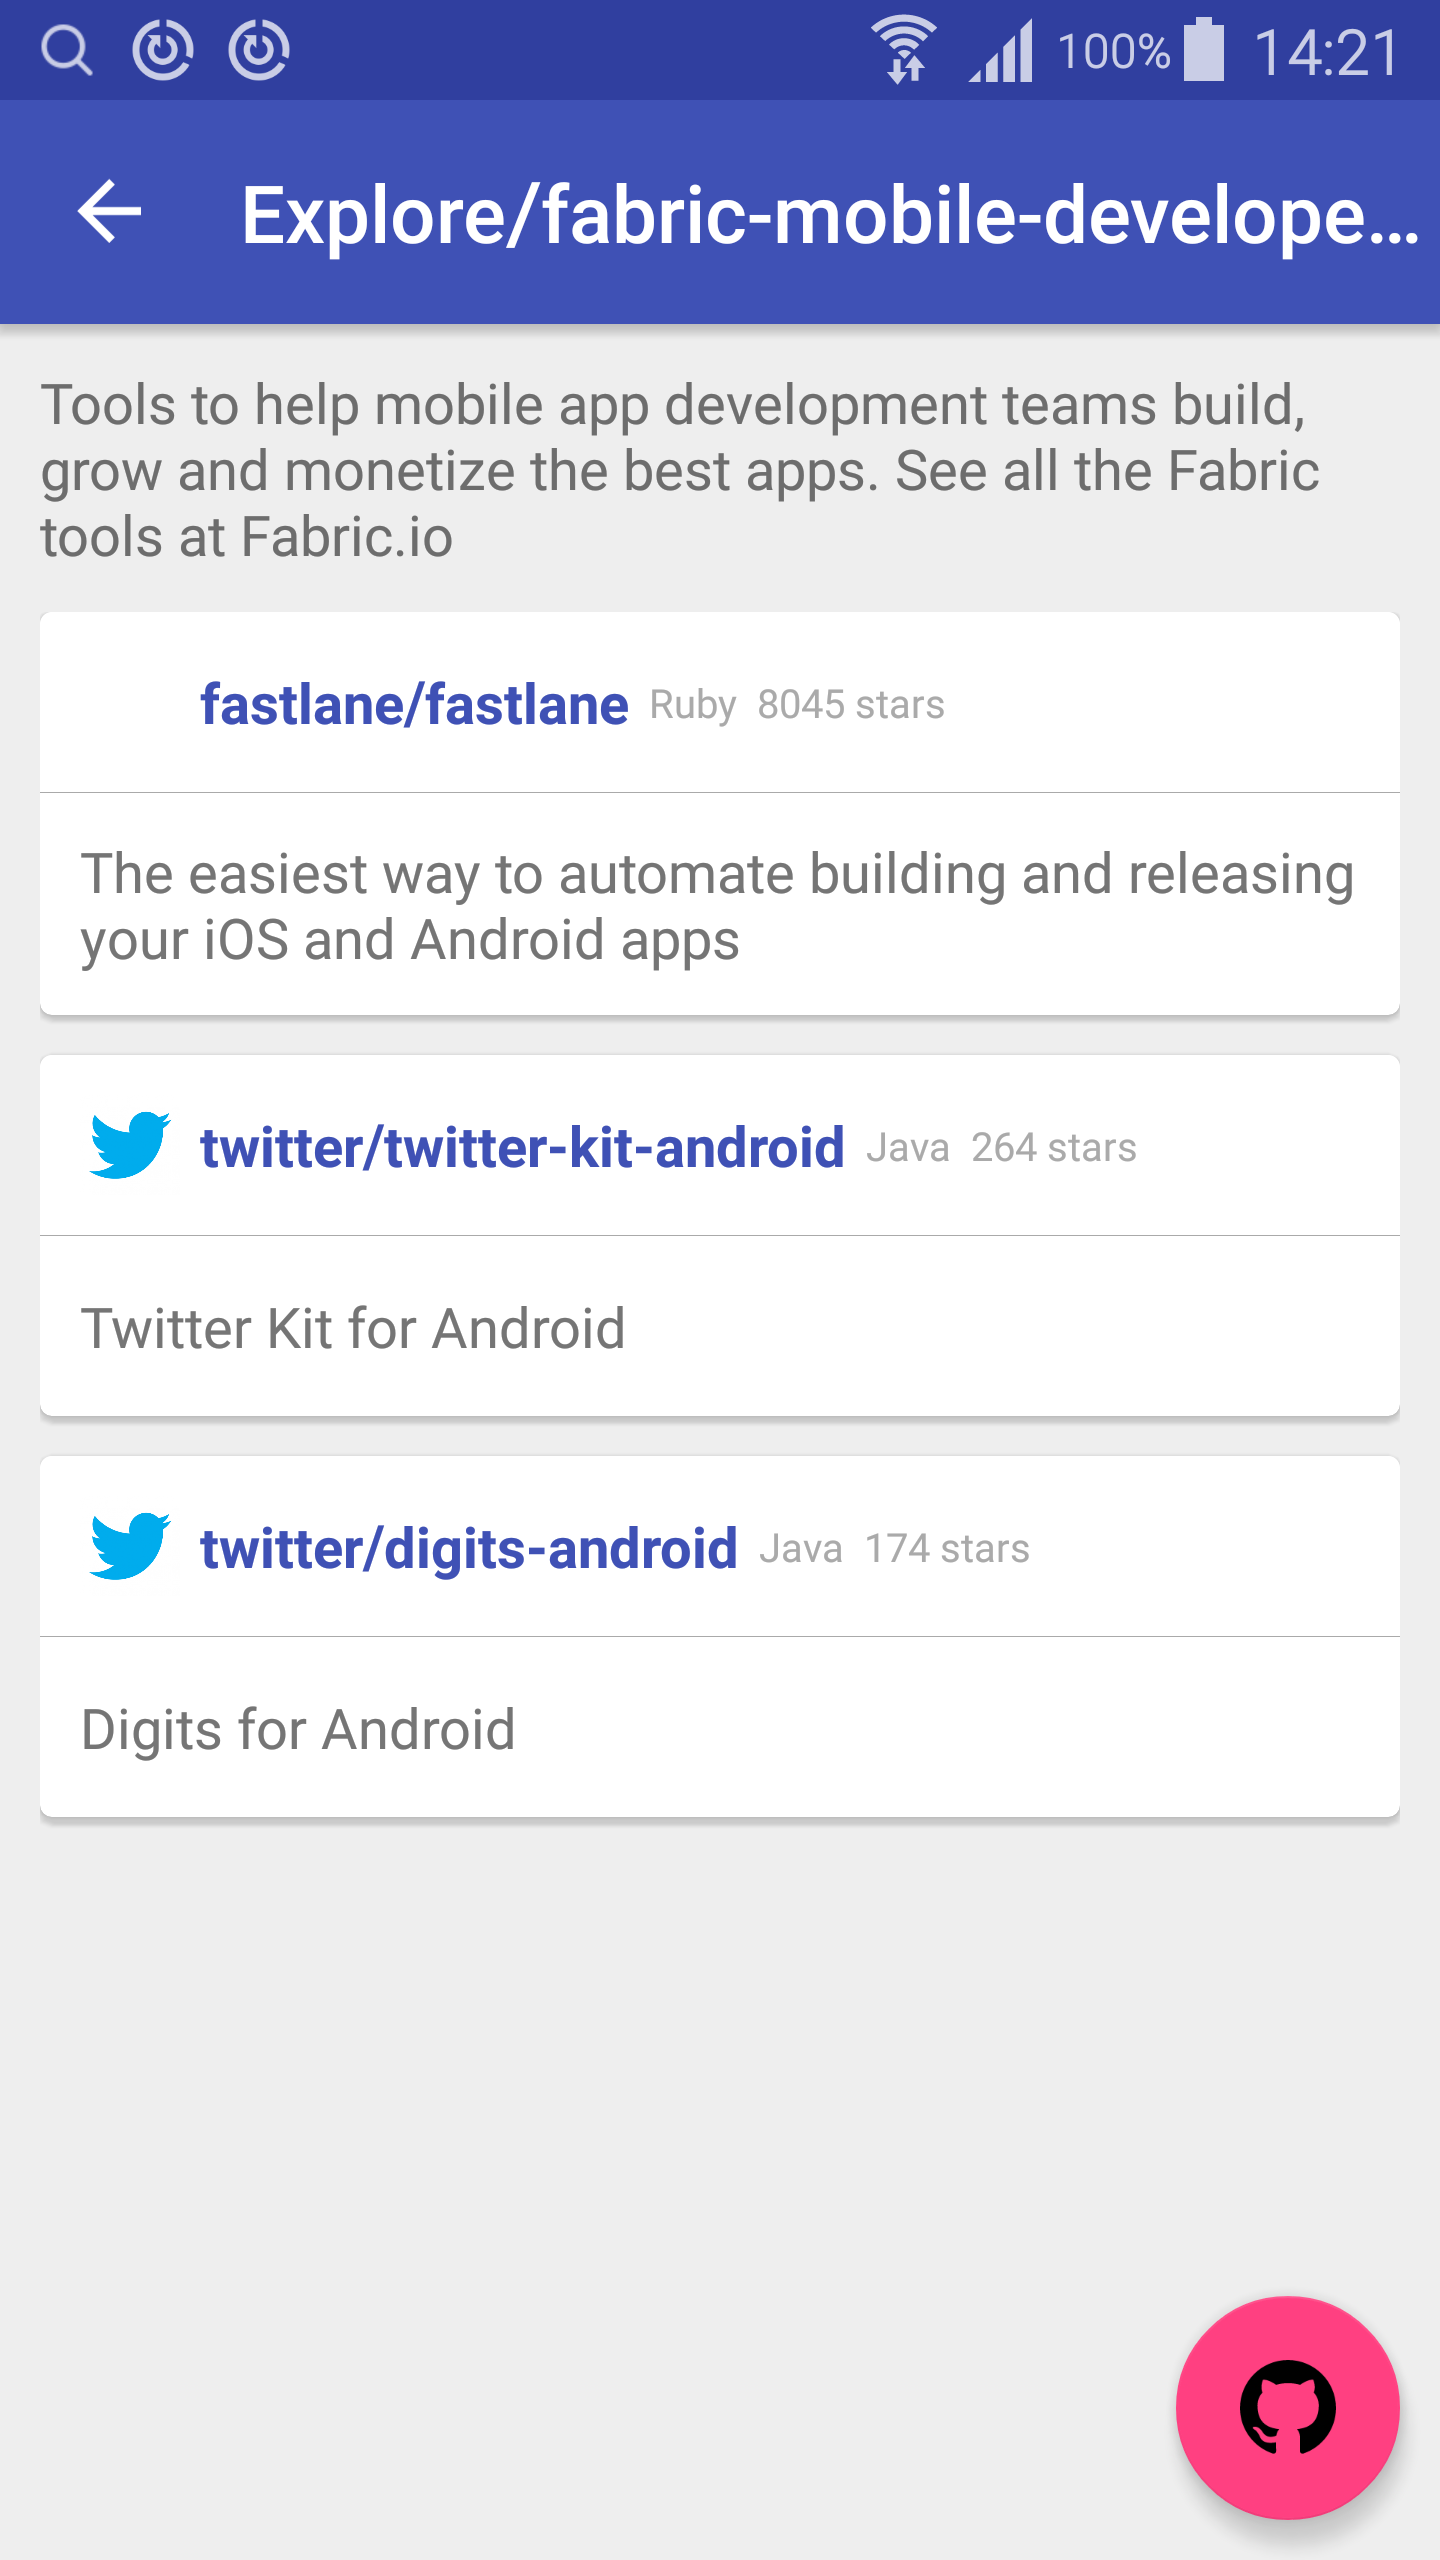 100% 14:21
Explore/fabric-mobile-develope...
Tools to help mobile app development teams build,
grow and monetize the best apps. See all the Fabric
tools at Fabric.io
fastlane/fastlane Ruby 8045 stars
The easiest way to automate building and releasing
your iOS and Android apps
twitter/twitter-kit-android Java 264 stars
Twitter Kit for Android
twitter/digits-android Java 174 stars
Digits for Android